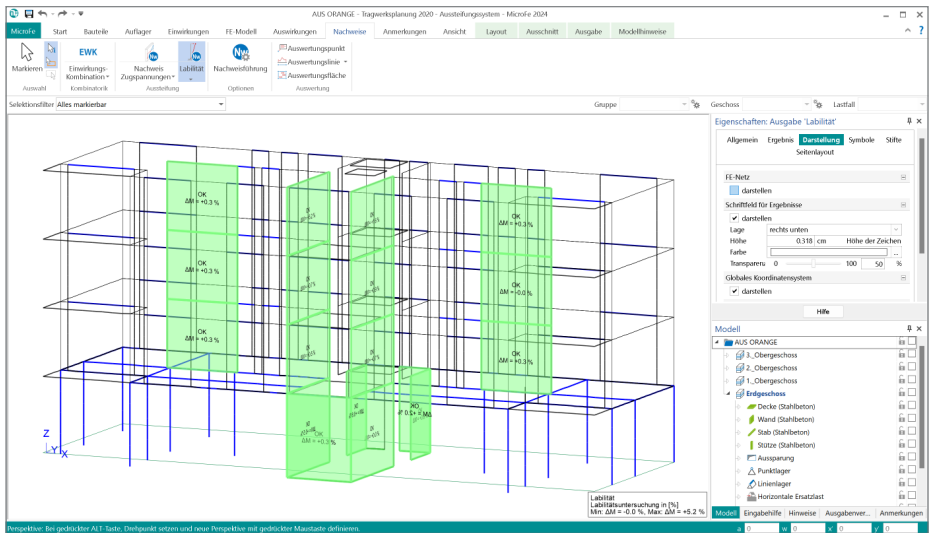 AUS ORANGE - Tragwerksplanung 2020 - Aussteifungssystem - MicroFe 2024
MicroFe Start Bauteile Auflager Einwirkungen FE-Modell Auswirkungen Nachweise Anmerkungen Ansicht Layout Ausschnitt Ausgabe Modellhinweise
Markieren
EWK
Einwirkungs-
Kombination
Nachweis
Zugspannungen
Labilität
Nachweisführung
Auswertungspunkt
Auswertungslinie
Auswertungsfläche
Auswahl Kombinatorik Aussteifung Optionen Auswertung
Selektionsfilter Alles markierbar Gruppe Geschoss Lastfall
Eigenschaften: Ausgabe 'Labilität'
Allgemein Ergebnis Darstellung Symbole Stifte
Seitenlayout
FE-Netz
darstellen
Schriftfeld für Ergebnisse
darstellen
Lage rechts unten
Höhe 0.318 cm Höhe der Zeichen
Farbe ...
Transparenz 0 100 50 %
Globales Koordinatensystem
darstellen
Hilfe
Modell
AUS ORANGE
3._Obergeschoss
2._Obergeschoss
1._Obergeschoss
Erdgeschoss
Decke (Stahlbeton)
Wand (Stahlbeton)
Stab (Stahlbeton)
Stütze (Stahlbeton)
Aussparung
Punktlager
Linienlager
Horizontale Ersatzlast
Modell Eingabehilfe Hinweise Ausgabenver... Anmerkungen
OK
ΔM = +0.3 %
OK
ΔM = +0.3 %
OK
ΔM = +0.3 %
OK
ΔM = +0.3 %
OK
ΔM = -0.0 %
OK
ΔM = +0.3 %
OK
ΔM = +0.3 %
Z
Y X
Labilität
Labilitätsuntersuchung in [%]
Min: ΔM = -0.0 %, Max: ΔM = +5.2 %
Perspektive: Bei gedrückter ALT-Taste, Drehpunkt setzen und neue Perspektive mit gedrückter Maustaste definieren.
a 0 w 0 x' 0 y' 0